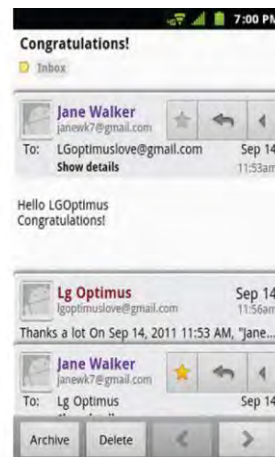 7:00 PM
Congratulations!
Inbox
Jane Walker
janewk7@gmail.com
To: LGoptimuslove@gmail.com Sep 14
Show details 11:53am
Hello LGOptimus
Congratulations!
Lg Optimus Sep 14
lgoptimuslove@gmail.com 11:56am
Thanks a lot On Sep 14, 2011 11:53 AM, "Jane...
Jane Walker
janewk7@gmail.com
To: Lg Optimus Sep 14
Archive Delete